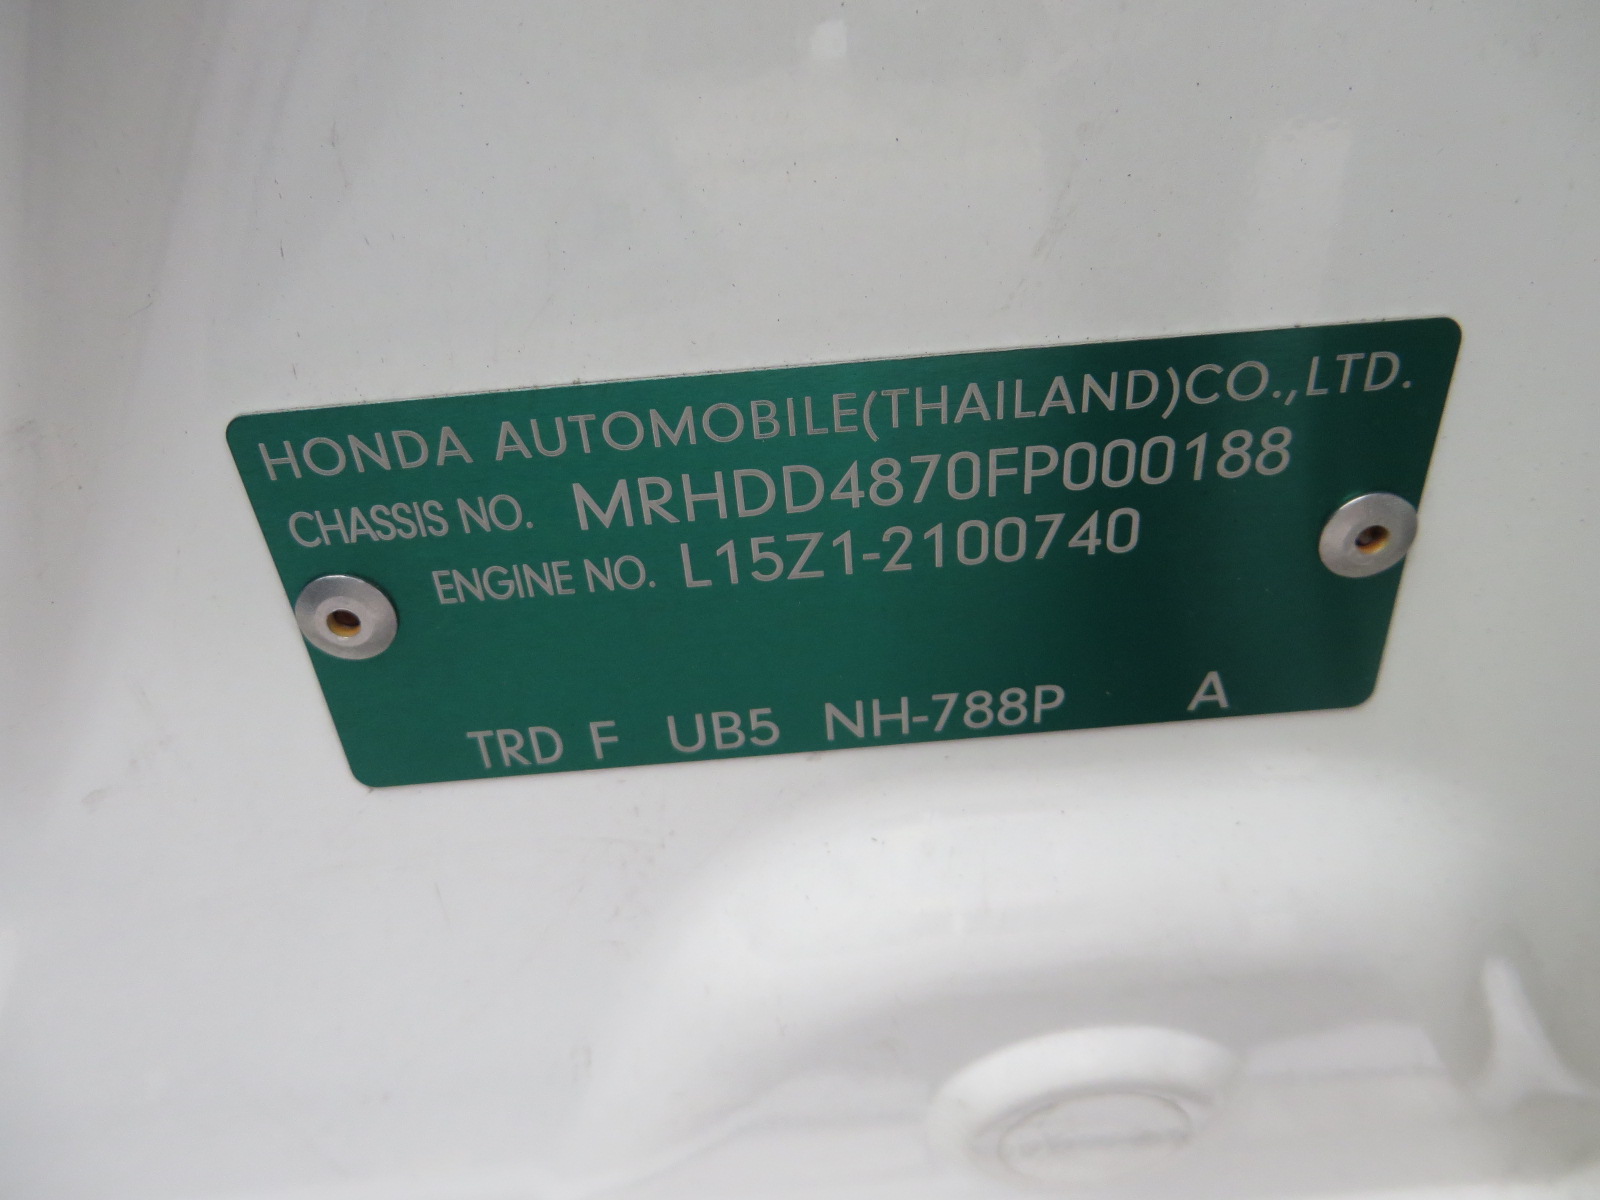 HONDA AUTOMOBILE(THAILAND)CO.,LTD.
CHASSIS NO. MRHDD4870FP000188
ENGINE NO. L15Z1-2100740
TRD F UB5 NH-788P A